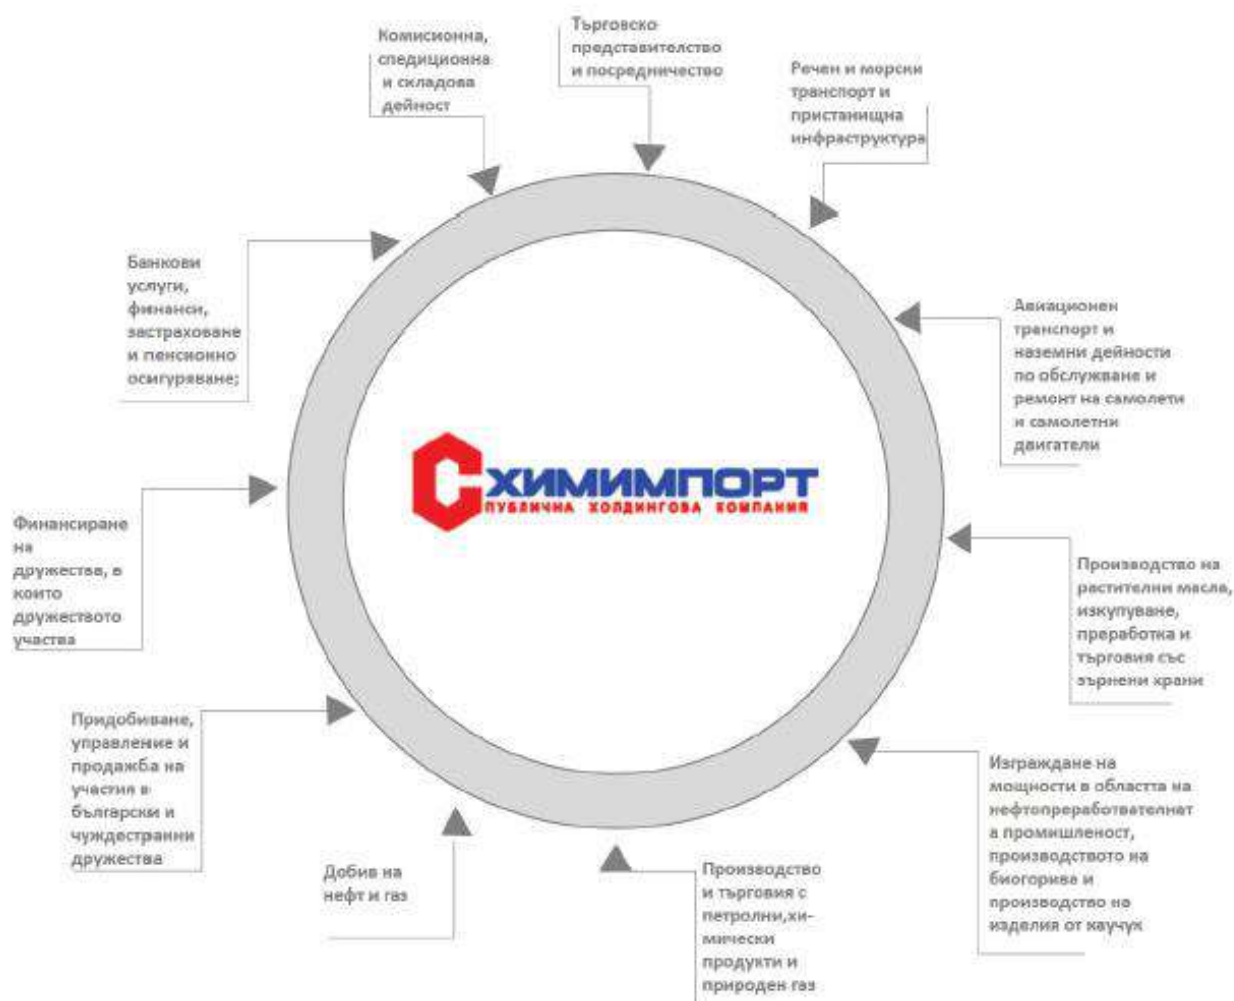 Търговско
представителство
и посредничество
Комисионна,
спедиционна
и складова
дейност
Речен и морски
транспорт и
пристанищна
инфраструктура
Банкови
услуги,
финанси,
застраховане
и пенсионно
осигуряване;
Авиационен
транспорт и
наземни дейности
по обслужване и
ремонт на самолети
и самолетни
двигатели
ХИМИМПОРТ
ПУБЛИЧНА ХОЛДИНГОВА КОМПАНИЯ
Финансиране
на
дружества, в
които
дружеството
участва
Производство на
растителни масла,
изкупуване,
преработка и
търговия със
зърнени храни
Придобиване,
управление и
продажба на
участия в
български и
чуждестранни
дружества
Изграждане на
мощности в областта на
нефтопреработвателнат
а промишленост,
производството на
биогорива и
производство на
изделия от каучук
Добив на
нефт и газ
Производство
и търговия с
петролни,хи-
мически
продукти и
природен газ